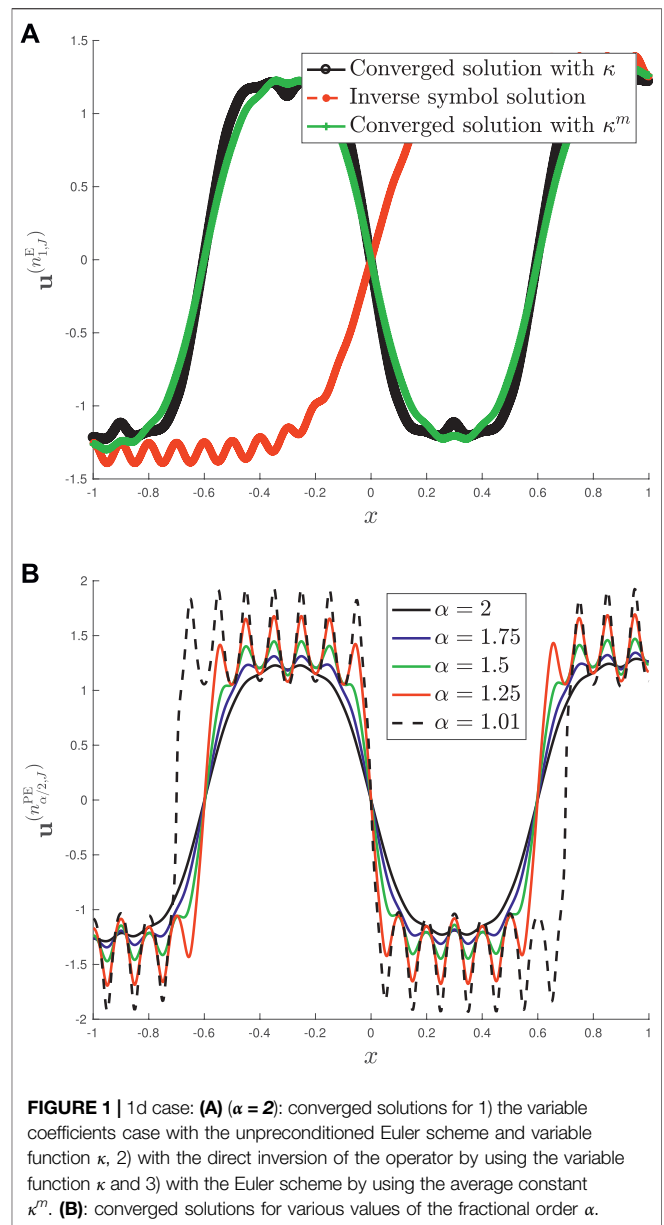 A
Converged solution with κ
Inverse symbol solution
Converged solution with κᵐ
1.5
1
0.5
0
-0.5
-1
-1.5
-1 -0.8 -0.6 -0.4 -0.2 0 0.2 0.4 0.6 0.8 1
u^(n^E_{1,J})
x
B
α = 2
α = 1.75
α = 1.5
α = 1.25
α = 1.01
2
1.5
1
0.5
0
-0.5
-1
-1.5
-2
-1 -0.8 -0.6 -0.4 -0.2 0 0.2 0.4 0.6 0.8 1
u^(n^PE_{α/2,J})
x
FIGURE 1 | 1d case: (A) (α = 2): converged solutions for 1) the variable
coefficients case with the unpreconditioned Euler scheme and variable
function κ, 2) with the direct inversion of the operator by using the variable
function κ and 3) with the Euler scheme by using the average constant
κᵐ. (B): converged solutions for various values of the fractional order α.